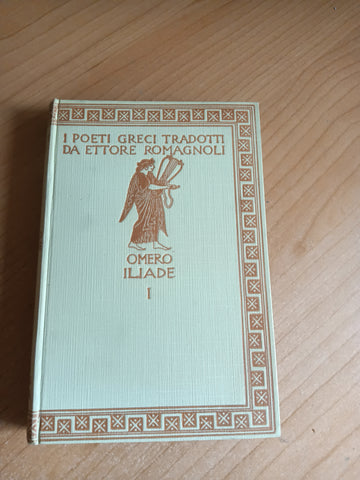 I POETI GRECI TRADOTTI
DA ETTORE ROMAGNOLI
OMERO
ILIADE
I